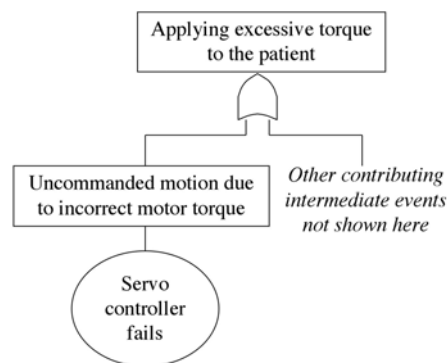 Applying excessive torque
to the patient
Uncommanded motion due
to incorrect motor torque
Other contributing
intermediate events
not shown here
Servo
controller
fails